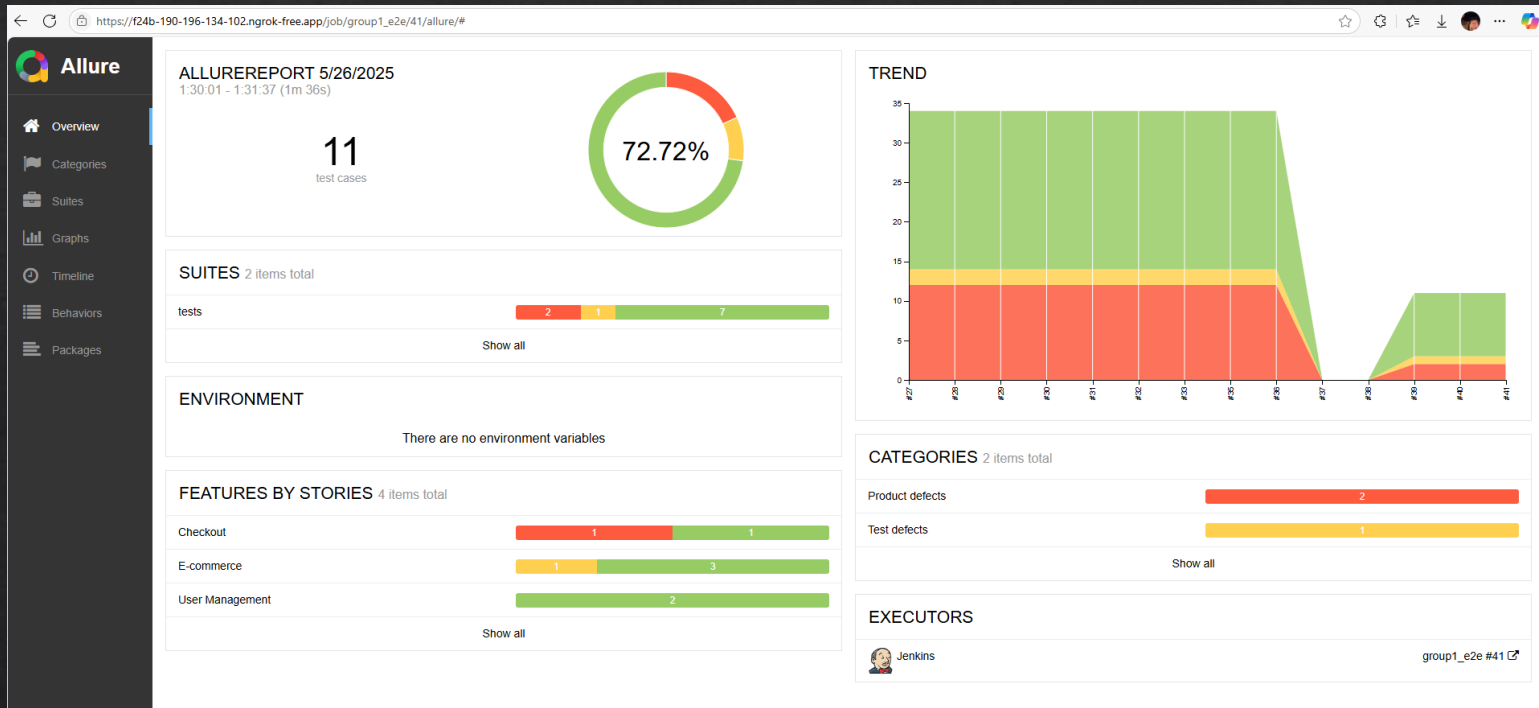 https://f24b-190-196-134-102.ngrok-free.app/job/group1_e2e/41/allure/#
Allure
Overview
Categories
Suites
Graphs
Timeline
Behaviors
Packages
ALLUREREPORT 5/26/2025
1:30:01 - 1:31:37 (1m 36s)
11
test cases
72.72%
SUITES 2 items total
tests 2 1 7
Show all
ENVIRONMENT
There are no environment variables
FEATURES BY STORIES 4 items total
Checkout 1 1
E-commerce 1 3
User Management 2
Show all
TREND
35
30
25
20
15
10
5
0
#27 #28 #29 #30 #31 #32 #33 #35 #36 #37 #38 #39 #40 #41
CATEGORIES 2 items total
Product defects 2
Test defects 1
Show all
EXECUTORS
Jenkins group1_e2e #41